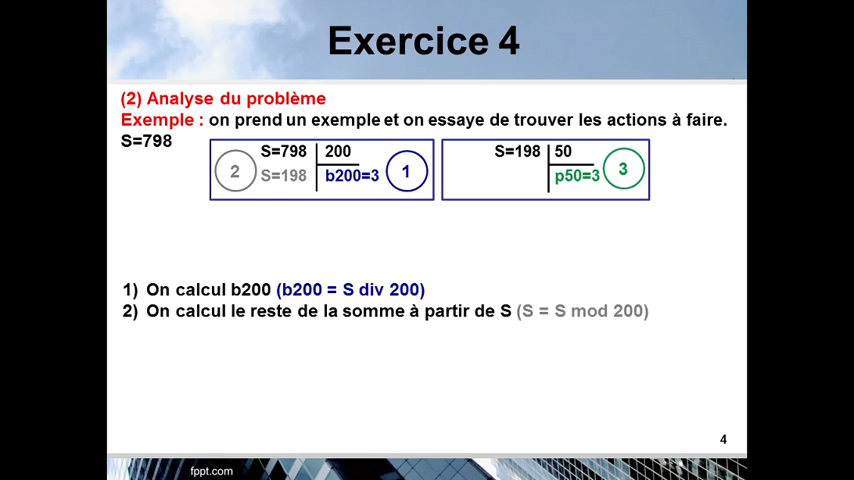 Exercice 4
(2) Analyse du problème
Exemple : on prend un exemple et on essaye de trouver les actions à faire.
S=798
S=798 200
2 S=198 b200=3 1
S=198 50
p50=3 3
1) On calcul b200 (b200 = S div 200)
2) On calcul le reste de la somme à partir de S (S = S mod 200)
4
fppt.com